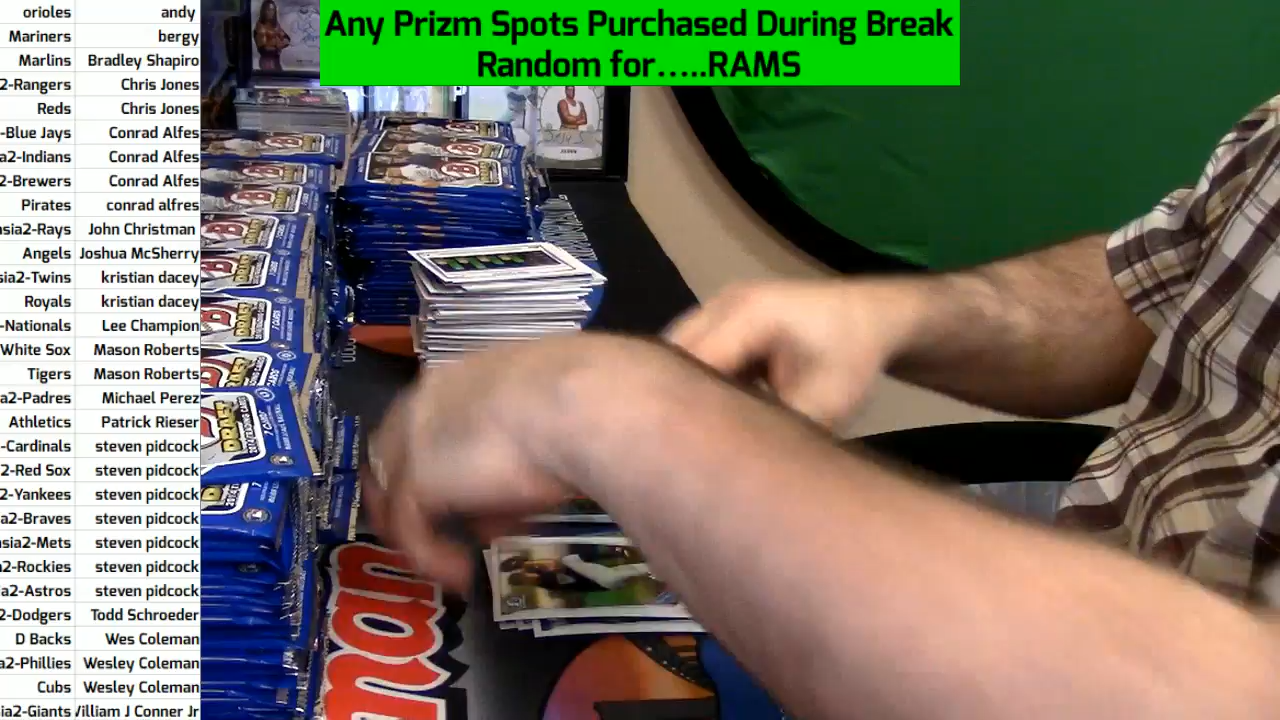 Any Prizm Spots Purchased During Break
Random for.....RAMS
orioles andy
Mariners bergy
Marlins Bradley Shapiro
2-Rangers Chris Jones
Reds Chris Jones
-Blue Jays Conrad Alfes
a2-Indians Conrad Alfes
2-Brewers Conrad Alfes
Pirates conrad alfres
sia2-Rays John Christman
Angels Joshua McSherry
sia2-Twins kristian dacey
Royals kristian dacey
-Nationals Lee Champion
White Sox Mason Roberts
Tigers Mason Roberts
a2-Padres Michael Perez
Athletics Patrick Rieser
-Cardinals steven pidcock
2-Red Sox steven pidcock
2-Yankees steven pidcock
a2-Braves steven pidcock
sia2-Mets steven pidcock
a2-Rockies steven pidcock
ia2-Astros steven pidcock
2-Dodgers Todd Schroeder
D Backs Wes Coleman
a2-Phillies Wesley Coleman
Cubs Wesley Coleman
sia2-Giants William J Conner Jr
DRAFT
7 CARDS
man